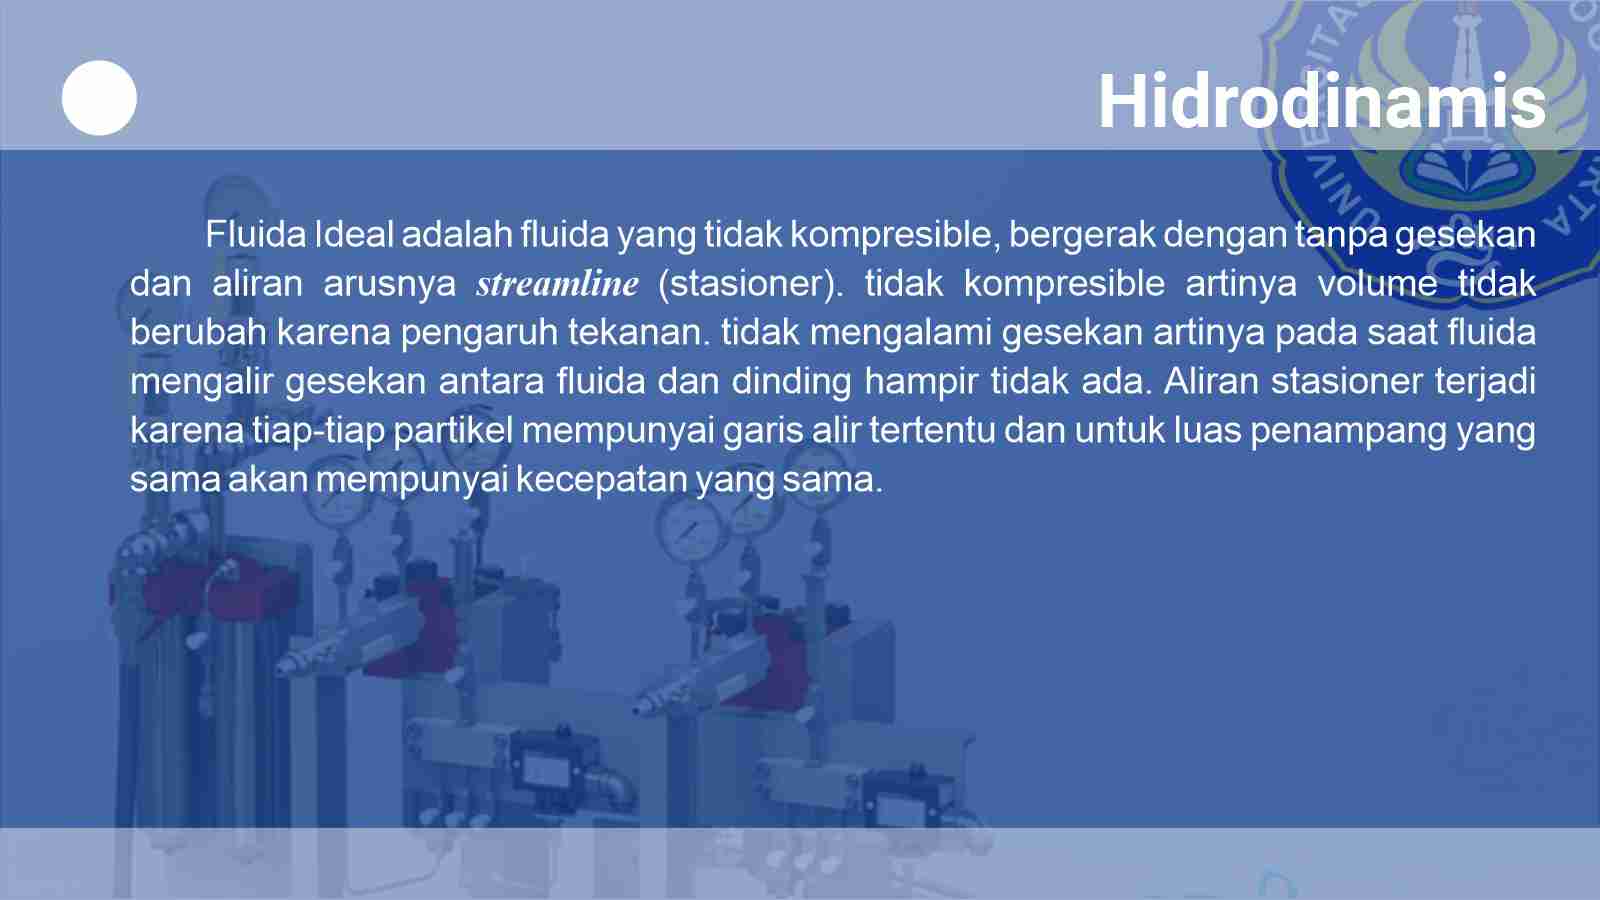 Hidrodinamis
Fluida Ideal adalah fluida yang tidak kompresible, bergerak dengan tanpa gesekan
dan aliran arusnya streamline (stasioner). tidak kompresible artinya volume tidak
berubah karena pengaruh tekanan. tidak mengalami gesekan artinya pada saat fluida
mengalir gesekan antara fluida dan dinding hampir tidak ada. Aliran stasioner terjadi
karena tiap-tiap partikel mempunyai garis alir tertentu dan untuk luas penampang yang
sama akan mempunyai kecepatan yang sama.